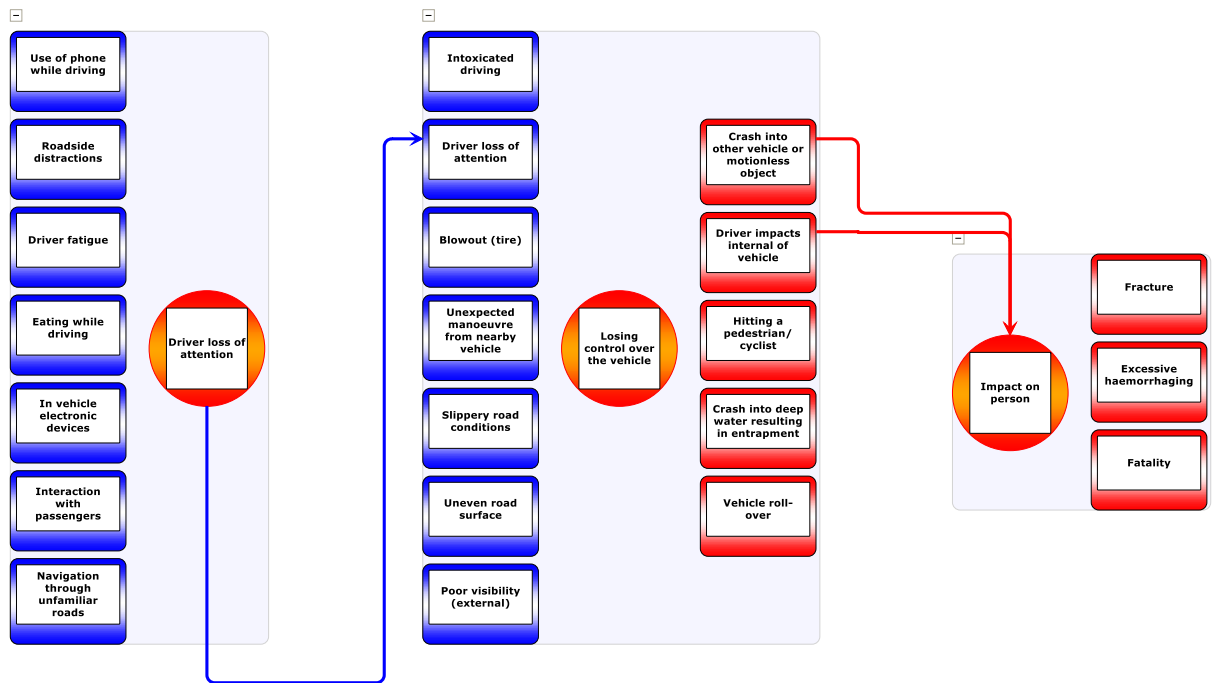 Use of phone
while driving
Roadside
distractions
Driver fatigue
Eating while
driving
In vehicle
electronic
devices
Interaction
with
passengers
Navigation
through
unfamiliar
roads
Driver loss of
attention
Intoxicated
driving
Driver loss of
attention
Blowout (tire)
Unexpected
manoeuvre
from nearby
vehicle
Slippery road
conditions
Uneven road
surface
Poor visibility
(external)
Losing
control over
the vehicle
Crash into
other vehicle or
motionless
object
Driver impacts
internal of
vehicle
Hitting a
pedestrian/
cyclist
Crash into deep
water resulting
in entrapment
Vehicle roll-
over
Impact on
person
Fracture
Excessive
haemorrhaging
Fatality